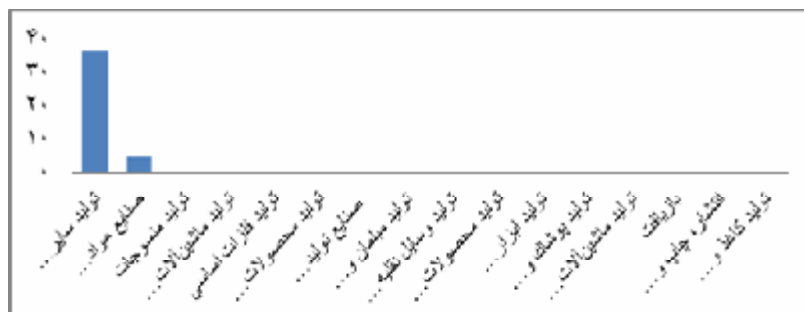 ۴۰
۳۰
۲۰
۱۰
۰
تولید سایر...
صنایع مواد...
تولید منسوجات
تولید ماشین‌آلات...
تولید فلزات اساسی
تولید محصولات...
صنایع تولید...
تولید مبلمان و...
تولید وسایل نقلیه...
تولید محصولات...
تولید ابزار...
تولید پوشاک و...
تولید ماشین‌آلات...
بازیافت
انتشار، چاپ و...
تولید کاغذ و...